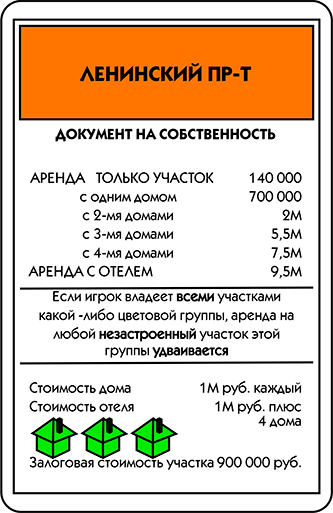 ЛЕНИНСКИЙ ПР-Т
ДОКУМЕНТ НА СОБСТВЕННОСТЬ
АРЕНДА ТОЛЬКО УЧАСТОК 140 000
с одним домом 700 000
с 2-мя домами 2М
с 3-мя домами 5,5М
с 4-мя домами 7,5М
АРЕНДА С ОТЕЛЕМ 9,5М
Если игрок владеет всеми участками
какой -либо цветовой группы, аренда на
любой незастроенный участок этой
группы удваивается
Стоимость дома 1М руб. каждый
Стоимость отеля 1М руб. плюс
4 дома
Залоговая стоимость участка 900 000 руб.